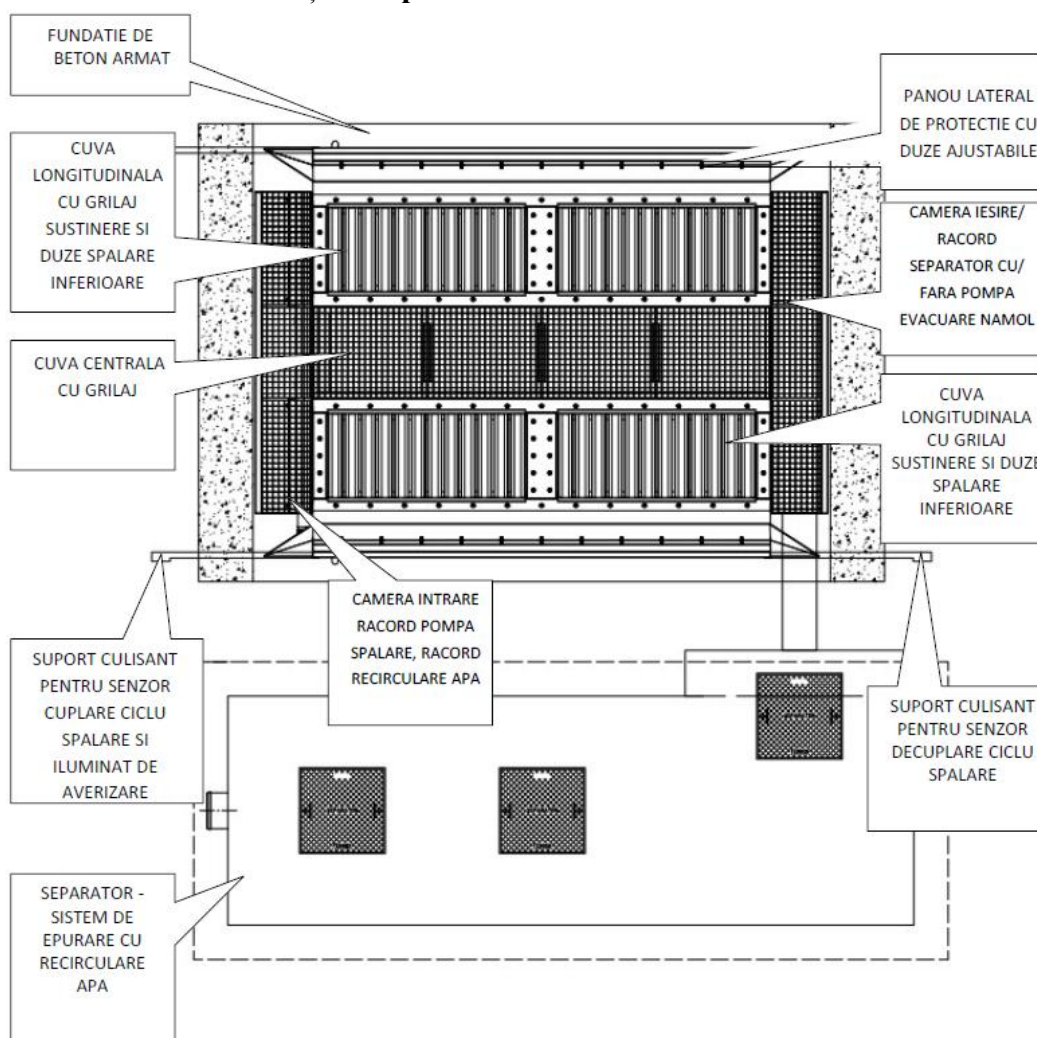 FUNDATIE DE
BETON ARMAT
PANOU LATERAL
DE PROTECTIE CU
DUZE AJUSTABILE
CUVA
LONGITUDINALA
CU GRILAJ
SUSTINERE SI
DUZE SPALARE
INFERIOARE
CAMERA IESIRE/
RACORD
SEPARATOR CU/
FARA POMPA
EVACUARE NAMOL
CUVA CENTRALA
CU GRILAJ
CUVA
LONGITUDINALA
CU GRILAJ
SUSTINERE SI DUZE
SPALARE
INFERIOARE
CAMERA INTRARE
RACORD POMPA
SPALARE, RACORD
RECIRCULARE APA
SUPORT CULISANT
PENTRU SENZOR
CUPLARE CICLU
SPALARE SI
ILUMINAT DE
AVERIZARE
SUPORT CULISANT
PENTRU SENZOR
DECUPLARE CICLU
SPALARE
SEPARATOR -
SISTEM DE
EPURARE CU
RECIRCULARE
APA